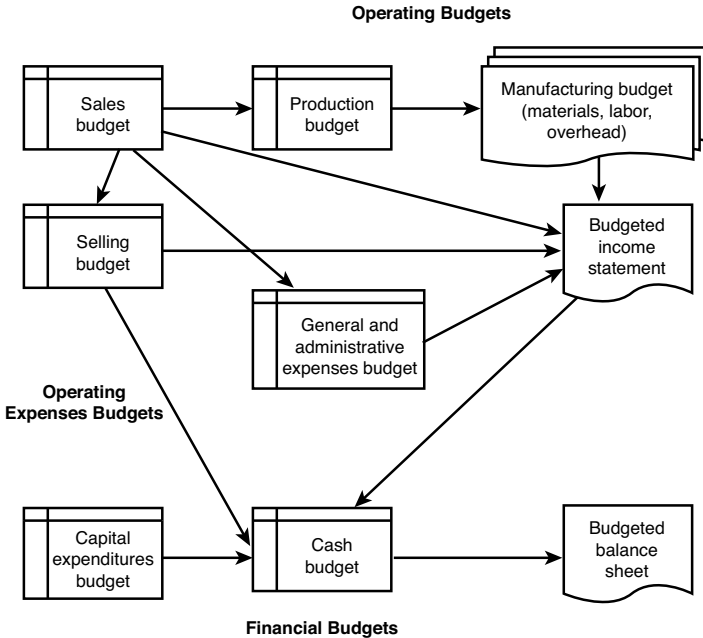 Operating Budgets
Sales
budget
Production
budget
Manufacturing budget
(materials, labor,
overhead)
Selling
budget
Budgeted
income
statement
General and
administrative
expenses budget
Operating
Expenses Budgets
Capital
expenditures
budget
Cash
budget
Budgeted
balance
sheet
Financial Budgets